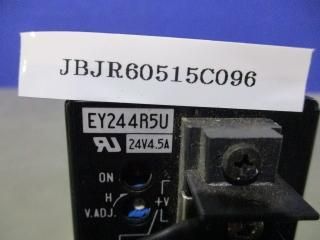 JBJR60515C096
EY244R5U
24V4.5A
ON
H
+V
V.ADJ.
L